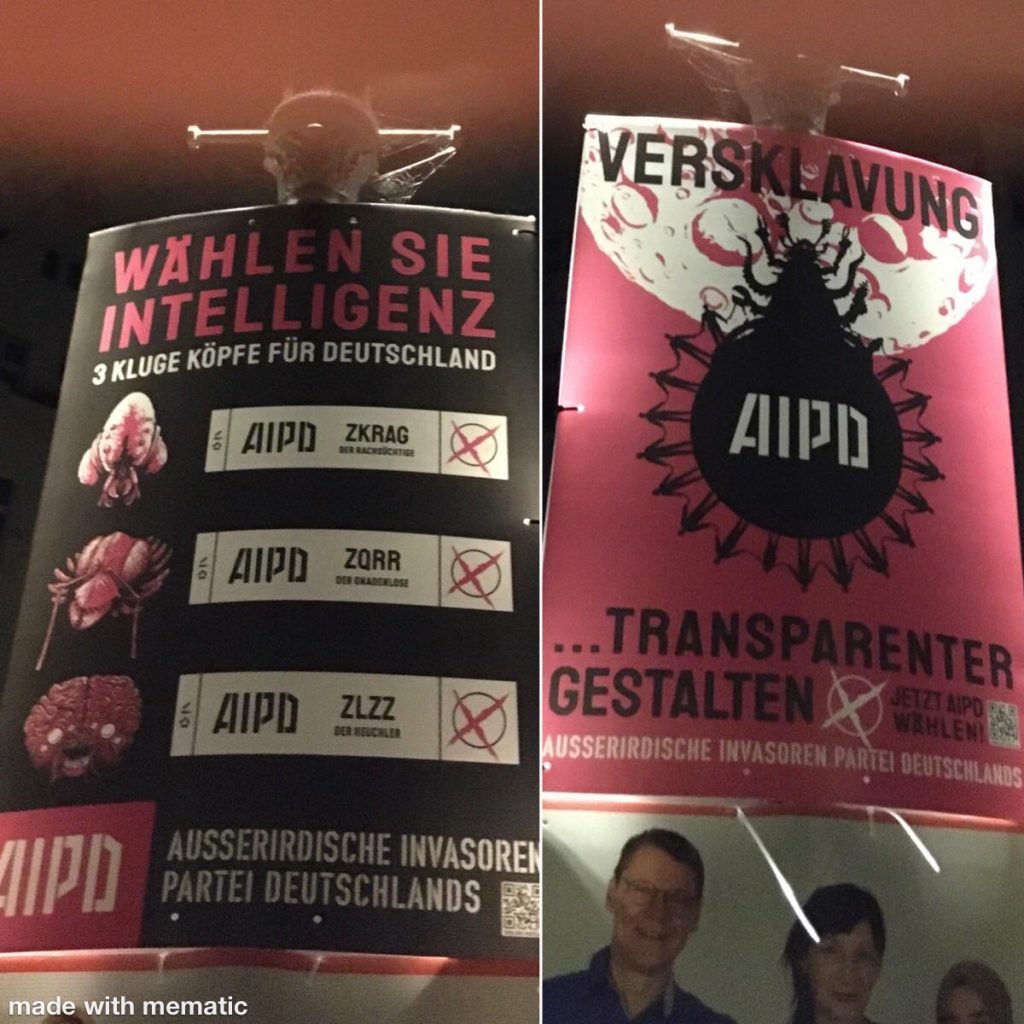 WÄHLEN SIE
INTELLIGENZ
3 KLUGE KÖPFE FÜR DEUTSCHLAND
AIPD ZKRAG
DER RACHSÜCHTIGE
AIPD ZQRR
DER GNADENLOSE
AIPD ZLZZ
DER HEUCHLER
AIPD
AUSSERIRDISCHE INVASOREN
PARTEI DEUTSCHLANDS
VERSKLAVUNG
AIPD
...TRANSPARENTER
GESTALTEN
JETZT AIPD
WÄHLEN!
AUSSERIRDISCHE INVASOREN PARTEI DEUTSCHLANDS
made with mematic